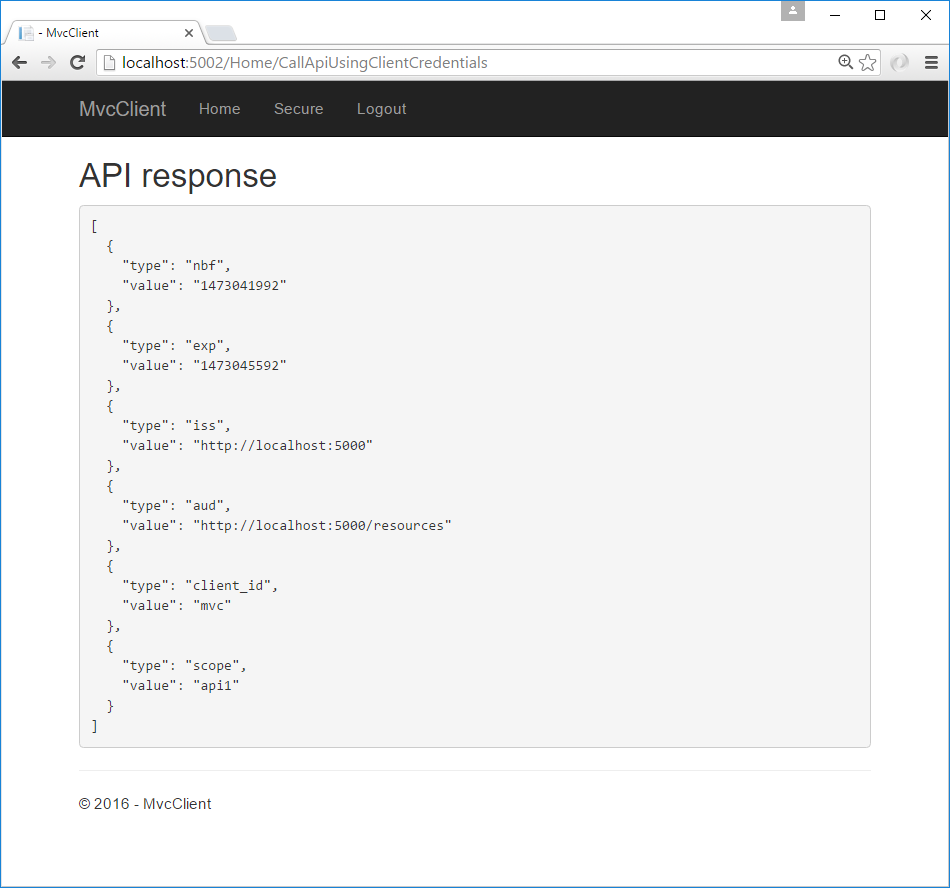 - MvcClient
localhost:5002/Home/CallApiUsingClientCredentials
MvcClient Home Secure Logout
API response
[
  {
    "type": "nbf",
    "value": "1473041992"
  },
  {
    "type": "exp",
    "value": "1473045592"
  },
  {
    "type": "iss",
    "value": "http://localhost:5000"
  },
  {
    "type": "aud",
    "value": "http://localhost:5000/resources"
  },
  {
    "type": "client_id",
    "value": "mvc"
  },
  {
    "type": "scope",
    "value": "api1"
  }
]
© 2016 - MvcClient